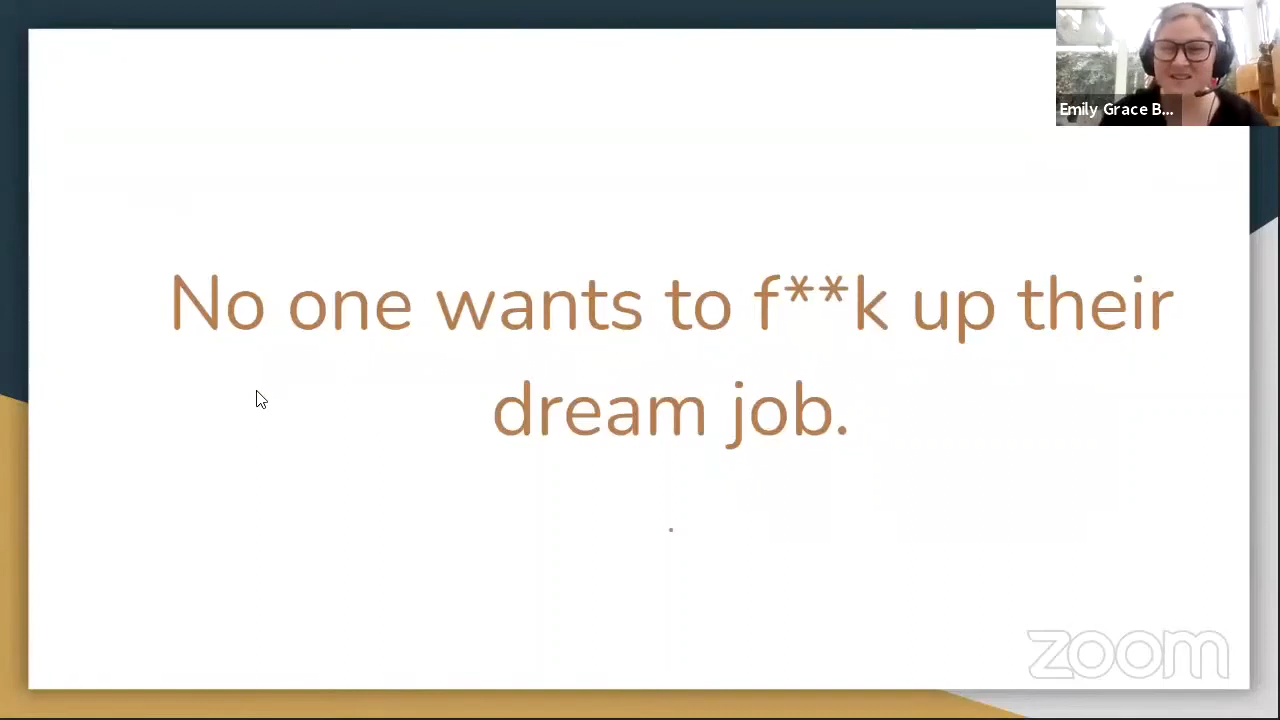 Emily Grace B...
No one wants to f**k up their
dream job.
.
zoom